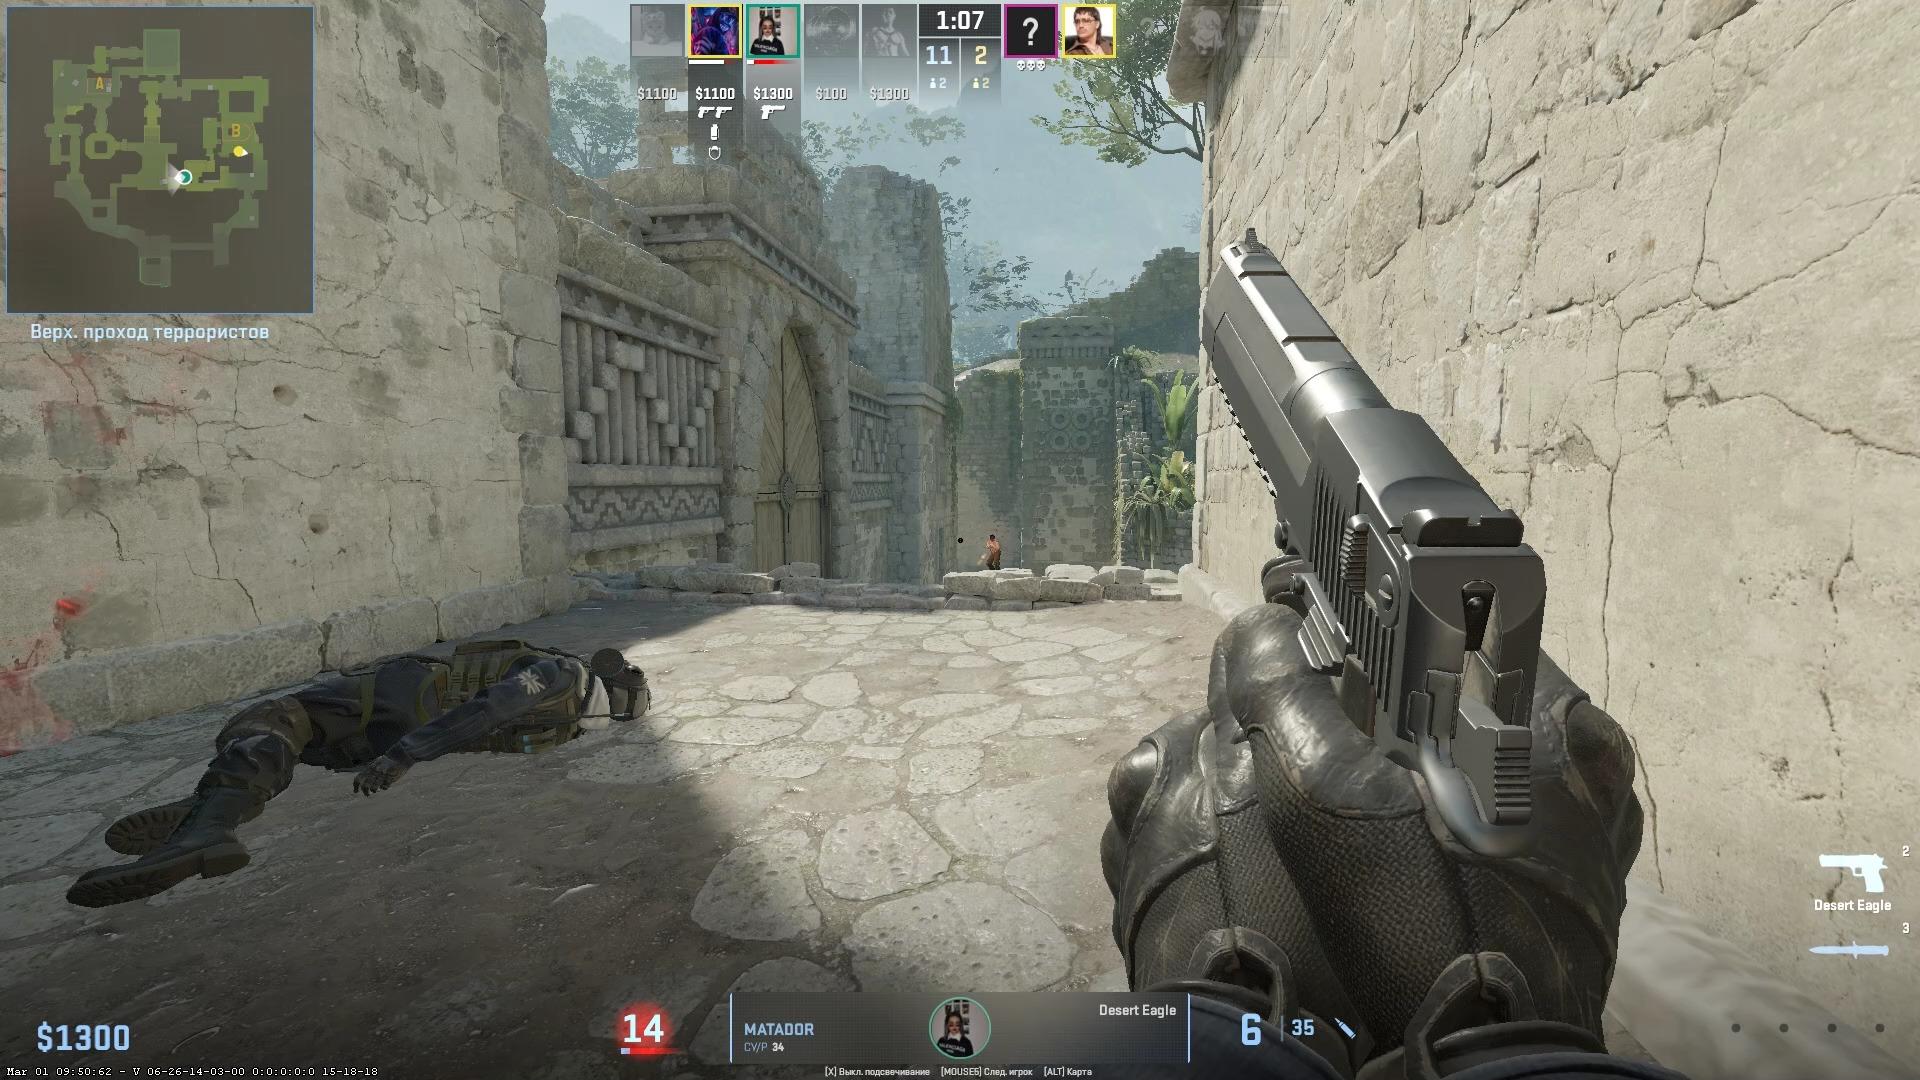 A
B
Верх. проход террористов
1:07
11 2
2 2
?
$1100 $1100 $1300 $100 $1300
2
Desert Eagle
3
$1300
14
MATADOR
СУ/Р 34
Desert Eagle
6 35
[X] Выкл. подсвечивание [MOUSE5] След. игрок [ALT] Карта
Mar 01 09:50:62 - V 06-26-14-03-00 0:0:0:0:0 15-18-18